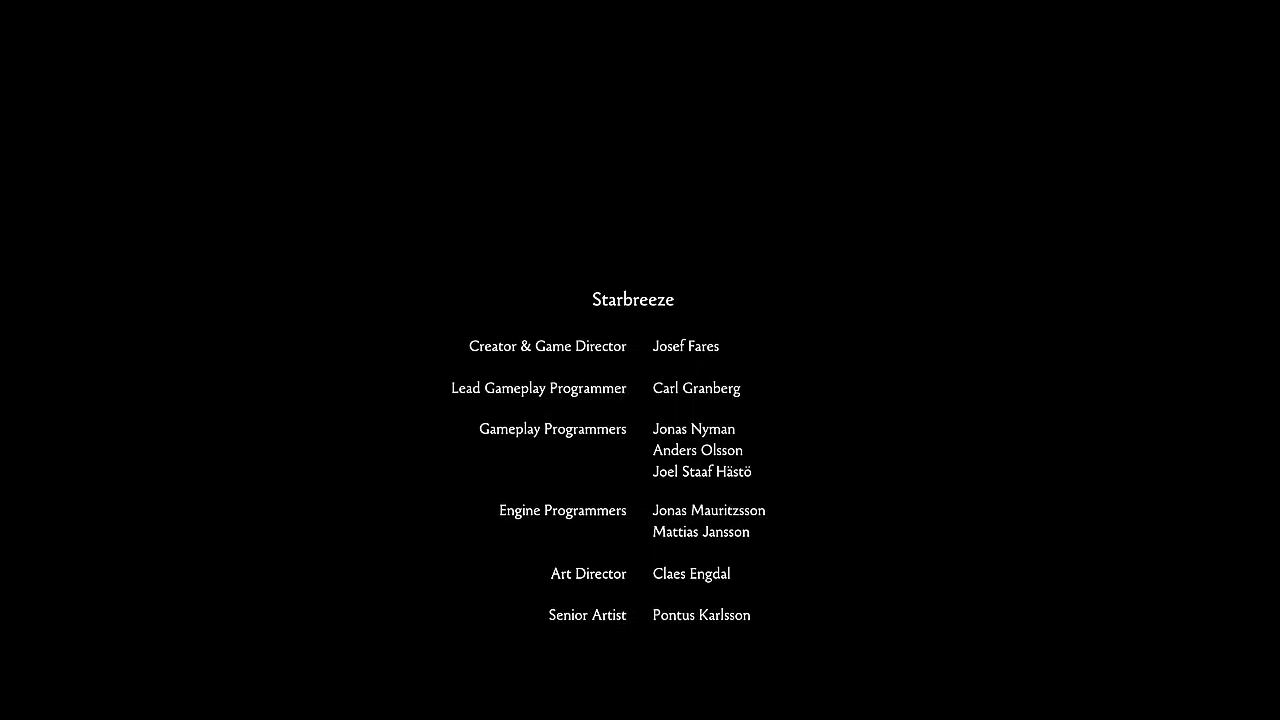 Starbreeze
Creator & Game Director Josef Fares
Lead Gameplay Programmer Carl Granberg
Gameplay Programmers Jonas Nyman
Anders Olsson
Joel Staaf Hästö
Engine Programmers Jonas Mauritzsson
Mattias Jansson
Art Director Claes Engdal
Senior Artist Pontus Karlsson